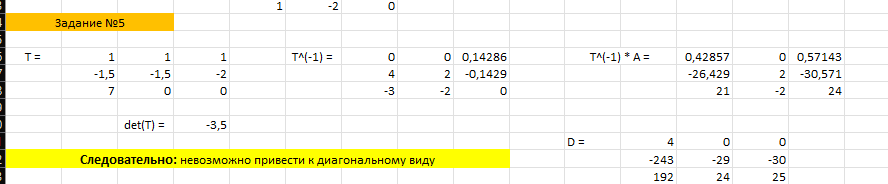 1 -2 0
Задание №5
T = 1 1 1 T^(-1) = 0 0 0,14286 T^(-1) * A = 0,42857 0 0,57143
-1,5 -1,5 -2 4 2 -0,1429 -26,429 2 -30,571
7 0 0 -3 -2 0 21 -2 24
det(T) = -3,5
D = 4 0 0
Следовательно: невозможно привести к диагональному виду -243 -29 -30
192 24 25